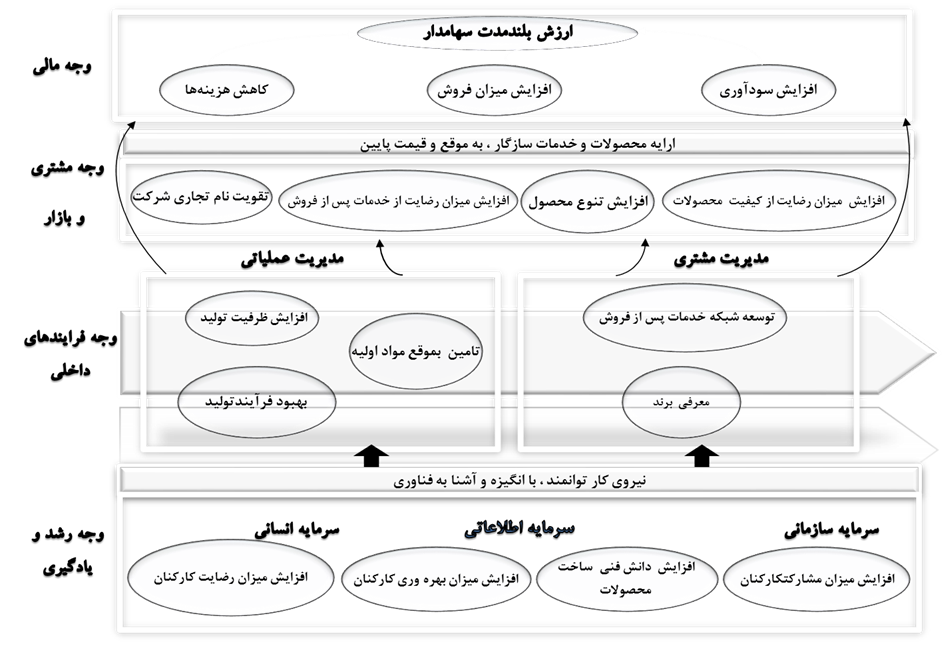 ارزش بلندمدت سهامدار
وجه مالی
افزایش سودآوری
افزایش میزان فروش
کاهش هزینه‌ها
ارایه محصولات و خدمات سازگار ، به موقع و قیمت پایین
وجه مشتری
و بازار
افزایش میزان رضایت از کیفیت محصولات
افزایش تنوع محصول
افزایش میزان رضایت از خدمات پس از فروش
تقویت نام تجاری شرکت
مدیریت مشتری
مدیریت عملیاتی
وجه فرایندهای
داخلی
توسعه شبکه خدمات پس از فروش
معرفی برند
افزایش ظرفیت تولید
تامین بموقع مواد اولیه
بهبود فرآیندتولید
نیروی کار توانمند ، با انگیزه و آشنا به فناوری
وجه رشد و
یادگیری
سرمایه سازمانی
سرمایه اطلاعاتی
سرمایه انسانی
افزایش میزان مشارکتکارکنان
افزایش دانش فنی ساخت
محصولات
افزایش میزان بهره وری کارکنان
افزایش میزان رضایت کارکنان